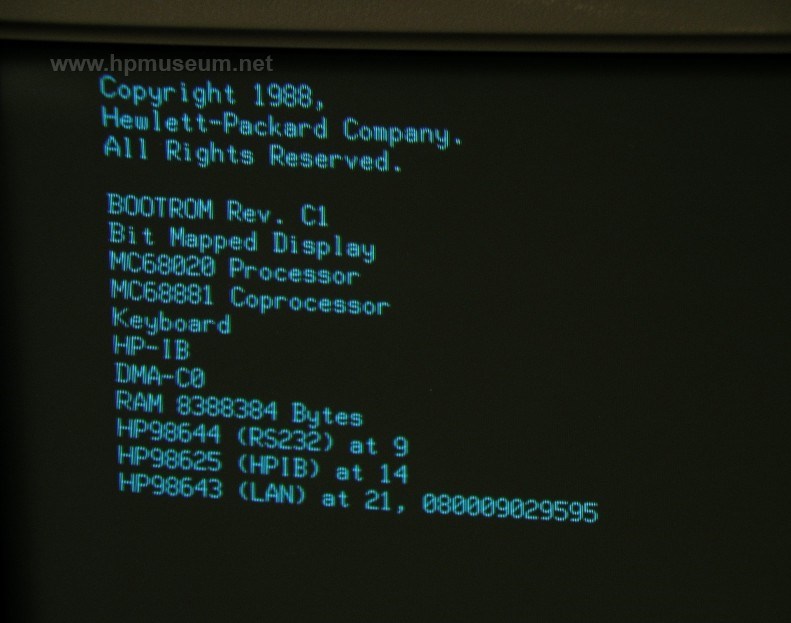 www.hpmuseum.net
Copyright 1988,
Hewlett-Packard Company.
All Rights Reserved.
BOOTROM Rev. C1
Bit Mapped Display
MC68020 Processor
MC68881 Coprocessor
Keyboard
HP-IB
DMA-C0
RAM 8388384 Bytes
HP98644 (RS232) at 9
HP98625 (HPIB) at 14
HP98643 (LAN) at 21, 080009029595